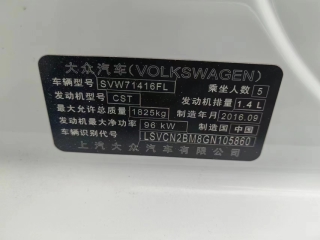 大众汽车(VOLKSWAGEN)
车辆型号 SVW71416FL 乘坐人数 5
发动机型号 CST 发动机排量 1.4 L
最大允许总质量 1825kg 制造年月 2016.09
发动机最大净功率 96 kW 制造国 中国
车辆识别代号 LSVCN2BM8GN105860
上汽大众汽车有限公司